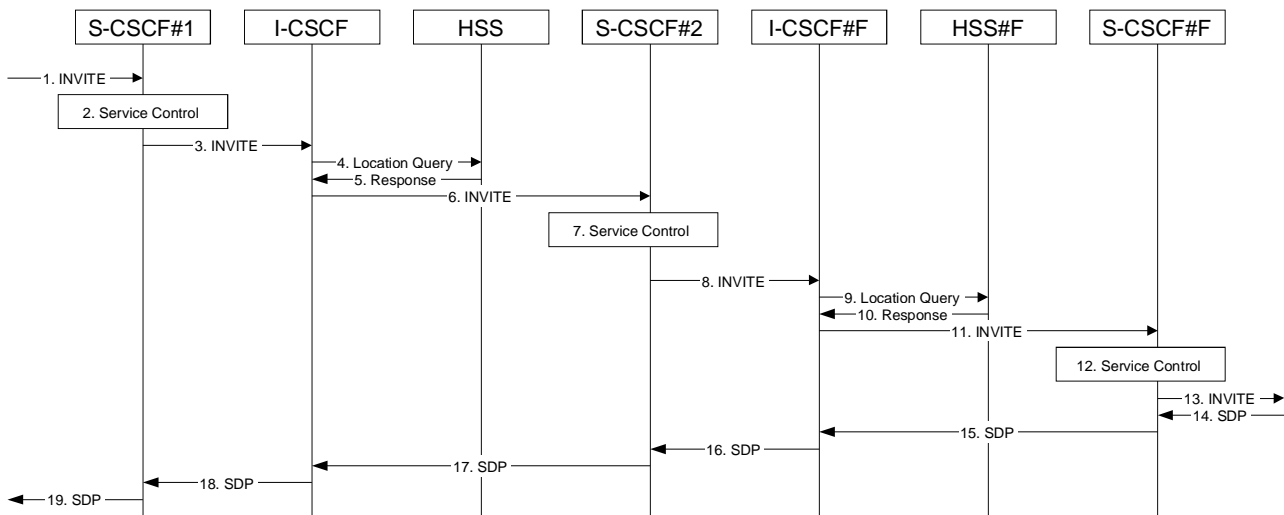 S-CSCF#1
I-CSCF
HSS
S-CSCF#2
I-CSCF#F
HSS#F
S-CSCF#F
1. INVITE
2. Service Control
3. INVITE
4. Location Query
5. Response
6. INVITE
7. Service Control
8. INVITE
9. Location Query
10. Response
11. INVITE
12. Service Control
13. INVITE
14. SDP
15. SDP
16. SDP
17. SDP
18. SDP
19. SDP